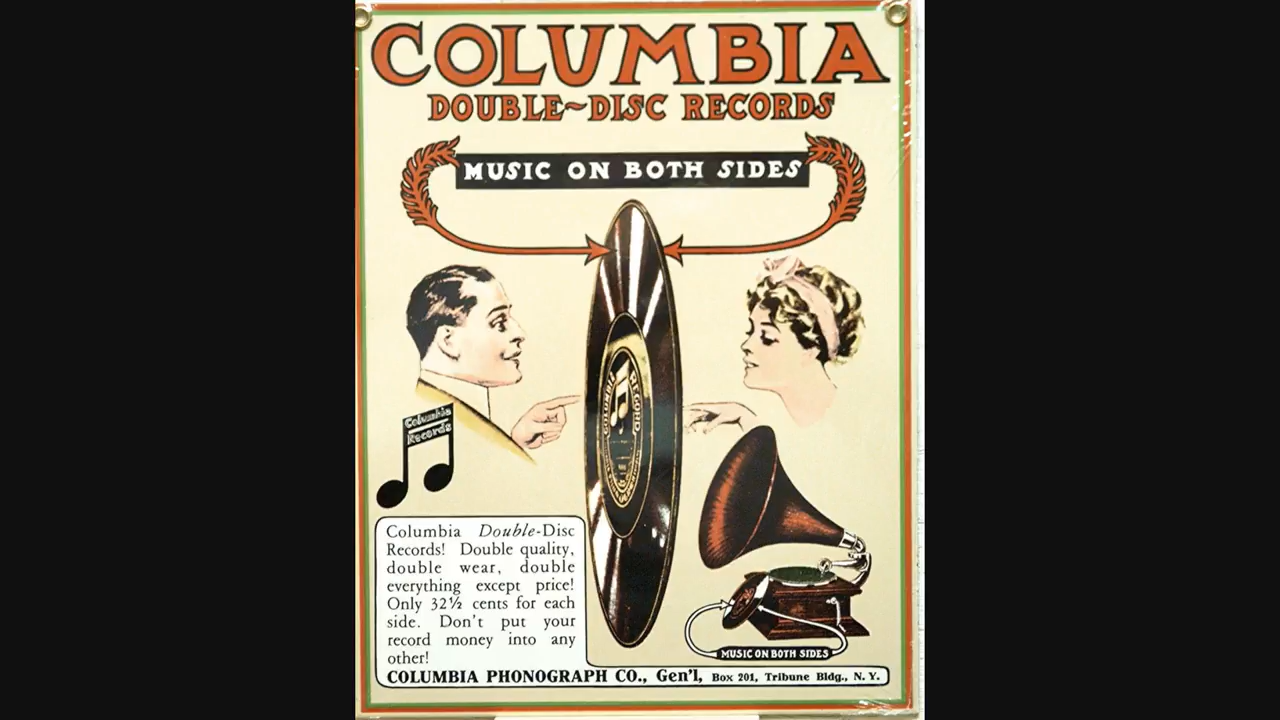 COLUMBIA
DOUBLE~DISC RECORDS
MUSIC ON BOTH SIDES
Columbia
Records
COLUMBIA RECORD
Columbia Double-Disc
Records! Double quality,
double wear, double
everything except price!
Only 32½ cents for each
side. Don't put your
record money into any
other!
MUSIC ON BOTH SIDES
COLUMBIA PHONOGRAPH CO., Gen'l, Box 201, Tribune Bldg., N. Y.